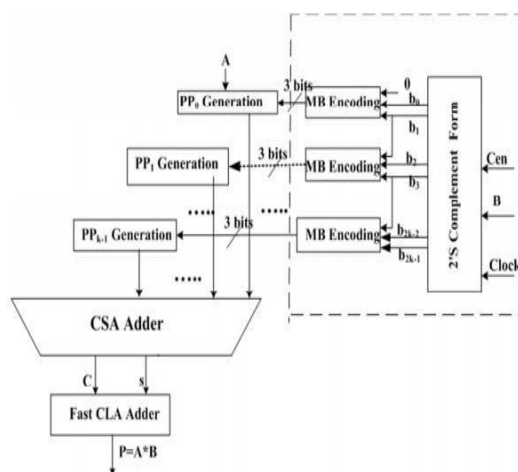 A
PP₀ Generation
3 bits
MB Encoding
0
b₀
b₁
PP₁ Generation
3 bits
MB Encoding
b₂
b₃
.....
.....
PPk-1 Generation
3 bits
MB Encoding
b2k-2
b2k-1
.....
2'S Complement Form
Cen
B
Clock
CSA Adder
C
s
Fast CLA Adder
P=A*B